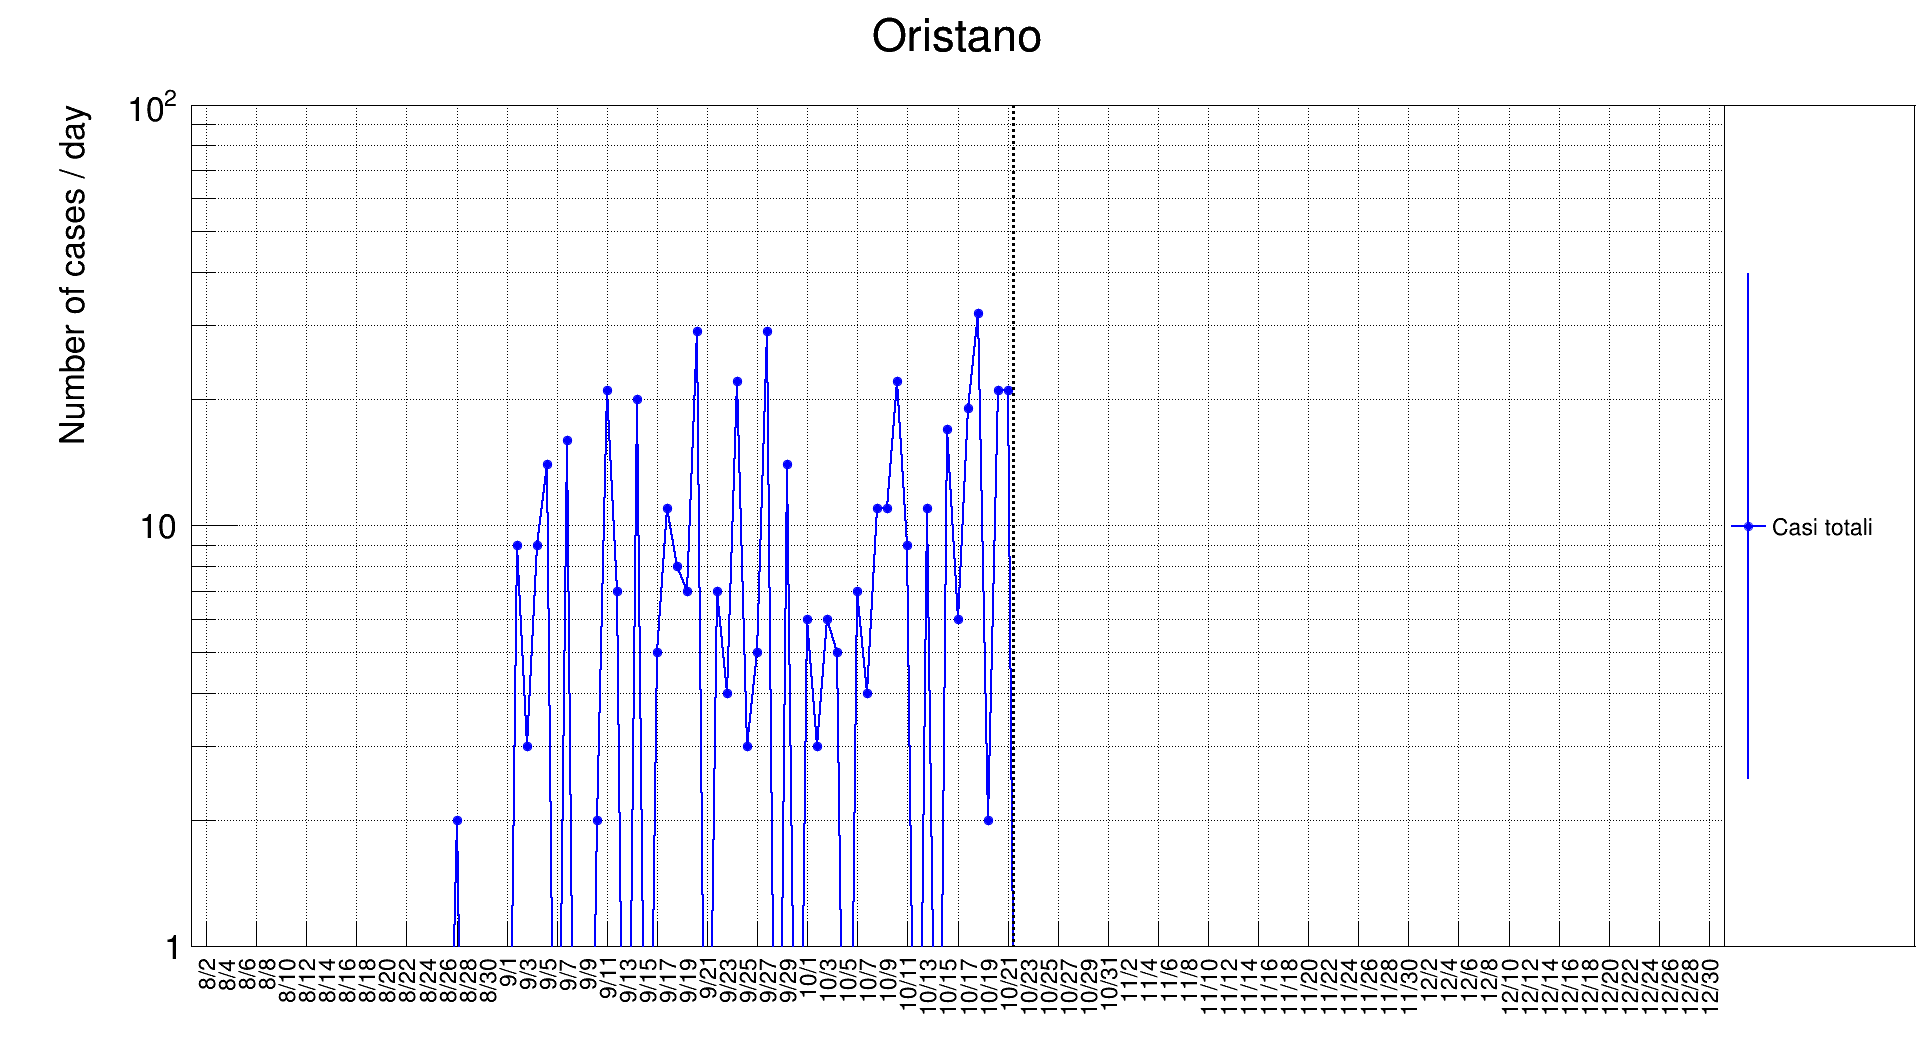 Oristano
Number of cases / day
10²
10
1
Casi totali
8/2 8/4 8/6 8/8 8/10 8/12 8/14 8/16 8/18 8/20 8/22 8/24 8/26 8/28 8/30 9/1 9/3 9/5 9/7 9/9 9/11 9/13 9/15 9/17 9/19 9/21 9/23 9/25 9/27 9/29 10/1 10/3 10/5 10/7 10/9 10/11 10/13 10/15 10/17 10/19 10/21 10/23 10/25 10/27 10/29 10/31 11/2 11/4 11/6 11/8 11/10 11/12 11/14 11/16 11/18 11/20 11/22 11/24 11/26 11/28 11/30 12/2 12/4 12/6 12/8 12/10 12/12 12/14 12/16 12/18 12/20 12/22 12/24 12/26 12/28 12/30